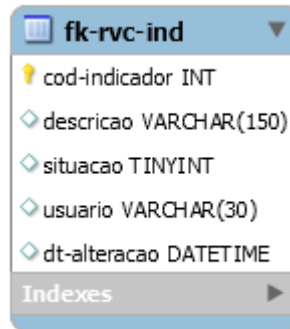 fk-rvc-ind
cod-indicador INT
descricao VARCHAR(150)
situacao TINYINT
usuario VARCHAR(30)
dt-alteracao DATETIME
Indexes